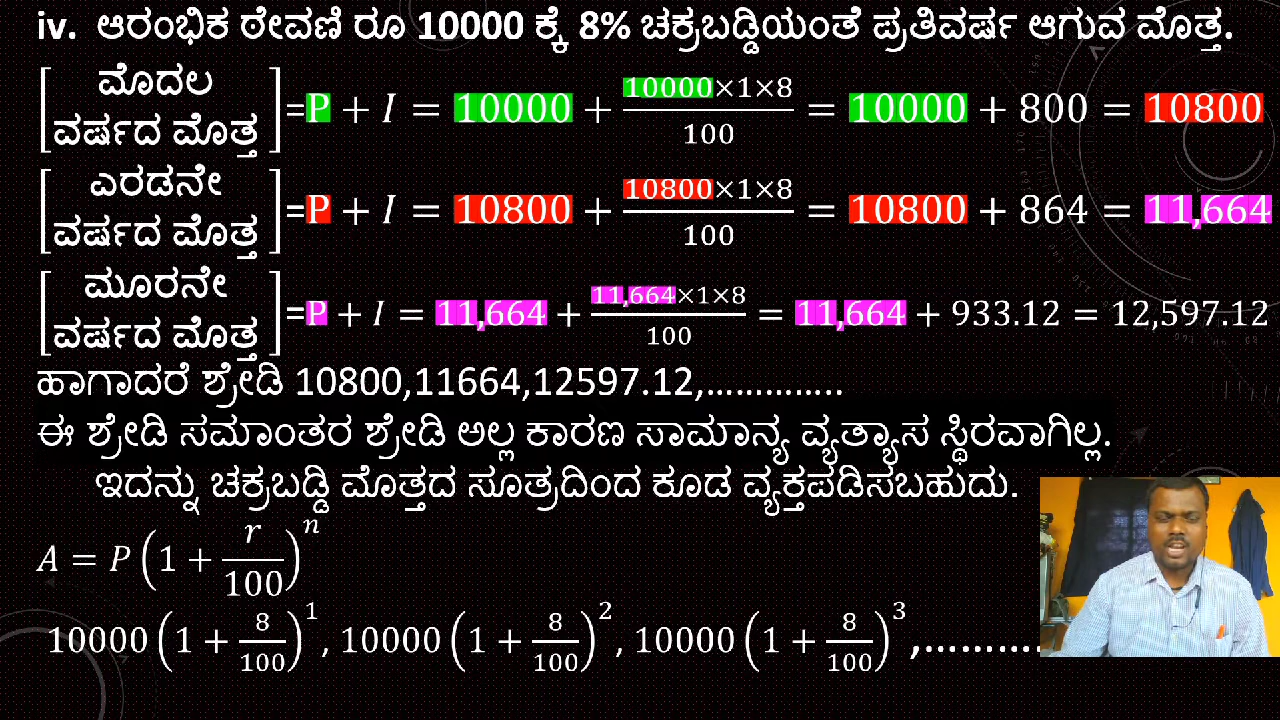 iv. ಆರಂಭಿಕ ಠೇವಣಿ ರೂ 10000 ಕ್ಕೆ 8% ಚಕ್ರಬಡ್ಡಿಯಂತೆ ಪ್ರತಿವರ್ಷ ಆಗುವ ಮೊತ್ತ.
[ಮೊದಲ ವರ್ಷದ ಮೊತ್ತ] =P + I = 10000 + (10000×1×8)/100 = 10000 + 800 = 10800
[ಎರಡನೇ ವರ್ಷದ ಮೊತ್ತ] =P + I = 10800 + (10800×1×8)/100 = 10800 + 864 = 11,664
[ಮೂರನೇ ವರ್ಷದ ಮೊತ್ತ] =P + I = 11,664 + (11,664×1×8)/100 = 11,664 + 933.12 = 12,597.12
ಹಾಗಾದರೆ ಶ್ರೇಡಿ 10800,11664,12597.12,…………..
ಈ ಶ್ರೇಡಿ ಸಮಾಂತರ ಶ್ರೇಡಿ ಅಲ್ಲ ಕಾರಣ ಸಾಮಾನ್ಯ ವ್ಯತ್ಯಾಸ ಸ್ಥಿರವಾಗಿಲ್ಲ.
ಇದನ್ನು ಚಕ್ರಬಡ್ಡಿ ಮೊತ್ತದ ಸೂತ್ರದಿಂದ ಕೂಡ ವ್ಯಕ್ತಪಡಿಸಬಹುದು.
A = P(1 + r/100)^n
10000(1 + 8/100)^1, 10000(1 + 8/100)^2, 10000(1 + 8/100)^3,………..